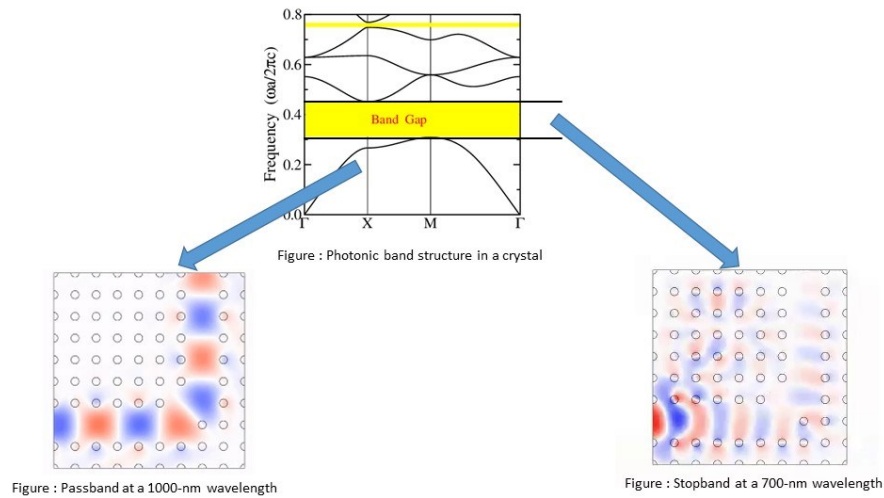 0.8
0.6
0.4
0.2
0.0
Frequency (ωa/2πc)
Band Gap
Γ X M Γ
Figure : Photonic band structure in a crystal
Figure : Passband at a 1000-nm wavelength
Figure : Stopband at a 700-nm wavelength